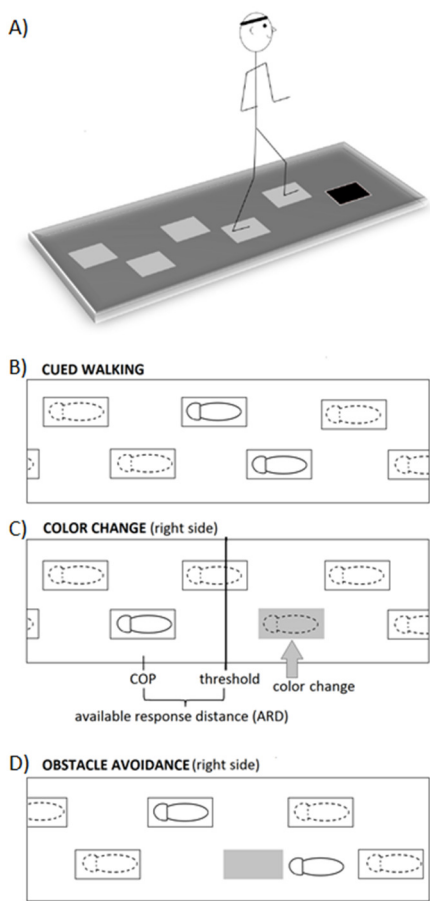 A)
B) CUED WALKING
C) COLOR CHANGE (right side)
COP
threshold
color change
available response distance (ARD)
D) OBSTACLE AVOIDANCE (right side)